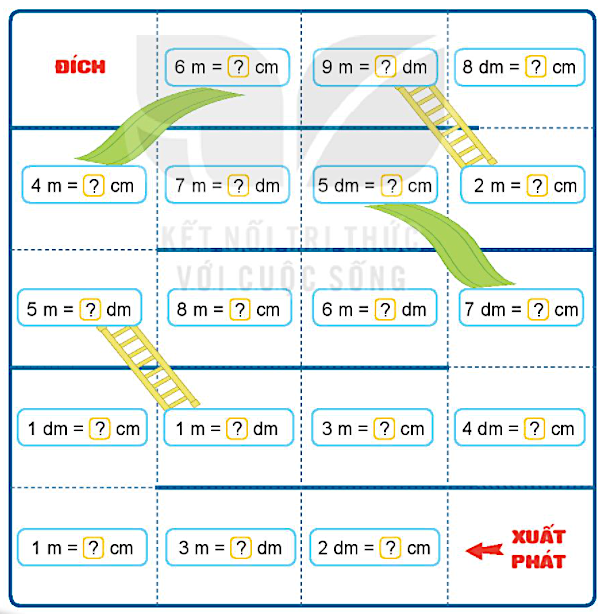 ĐÍCH
6 m = ? cm
9 m = ? dm
8 dm = ? cm
4 m = ? cm
7 m = ? dm
5 dm = ? cm
2 m = ? cm
KẾT NỐI TRI THỨC
VỚI CUỘC SỐNG
5 m = ? dm
8 m = ? cm
6 m = ? dm
7 dm = ? cm
1 dm = ? cm
1 m = ? dm
3 m = ? cm
4 dm = ? cm
1 m = ? cm
3 m = ? dm
2 dm = ? cm
XUẤT
PHÁT